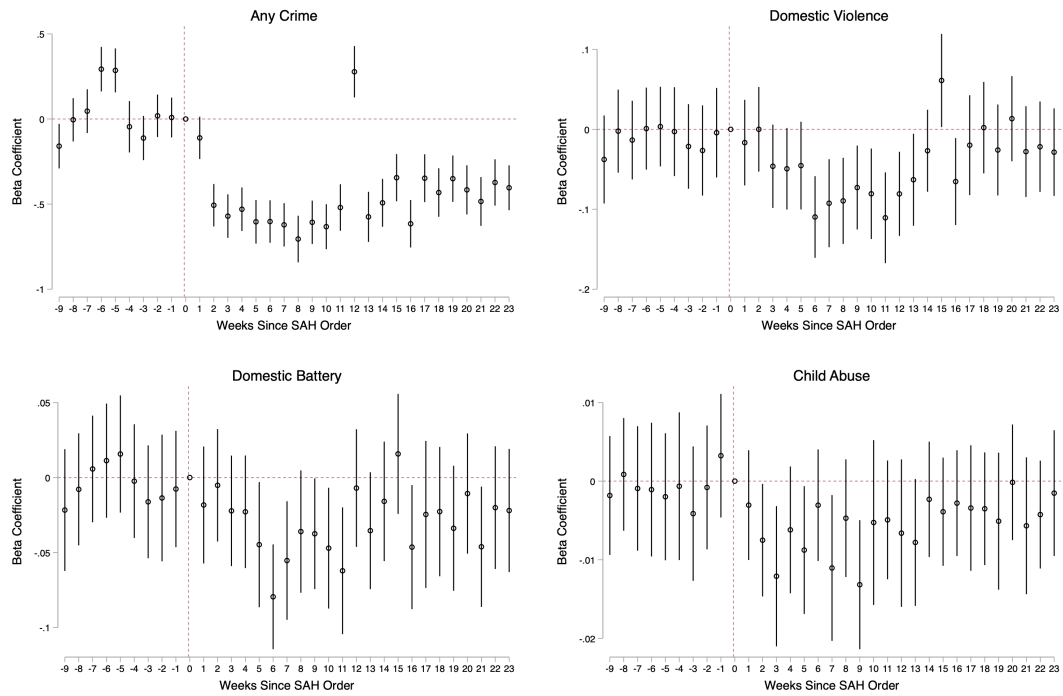 Any Crime
.5
0
-.5
-1
Beta Coefficient
-9 -8 -7 -6 -5 -4 -3 -2 -1 0 1 2 3 4 5 6 7 8 9 10 11 12 13 14 15 16 17 18 19 20 21 22 23
Weeks Since SAH Order
Domestic Violence
.1
0
-.1
-.2
Beta Coefficient
-9 -8 -7 -6 -5 -4 -3 -2 -1 0 1 2 3 4 5 6 7 8 9 10 11 12 13 14 15 16 17 18 19 20 21 22 23
Weeks Since SAH Order
Domestic Battery
.05
0
-.05
-.1
Beta Coefficient
-9 -8 -7 -6 -5 -4 -3 -2 -1 0 1 2 3 4 5 6 7 8 9 10 11 12 13 14 15 16 17 18 19 20 21 22 23
Weeks Since SAH Order
Child Abuse
.01
0
-.01
-.02
Beta Coefficient
-9 -8 -7 -6 -5 -4 -3 -2 -1 0 1 2 3 4 5 6 7 8 9 10 11 12 13 14 15 16 17 18 19 20 21 22 23
Weeks Since SAH Order